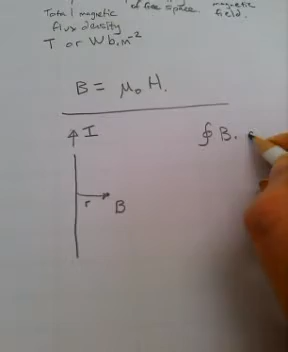 Total magnetic
flux density
T or Wb.m⁻²
of free space.
magnetic
field.
B = μ₀ H.
I
r
B
∮ B.